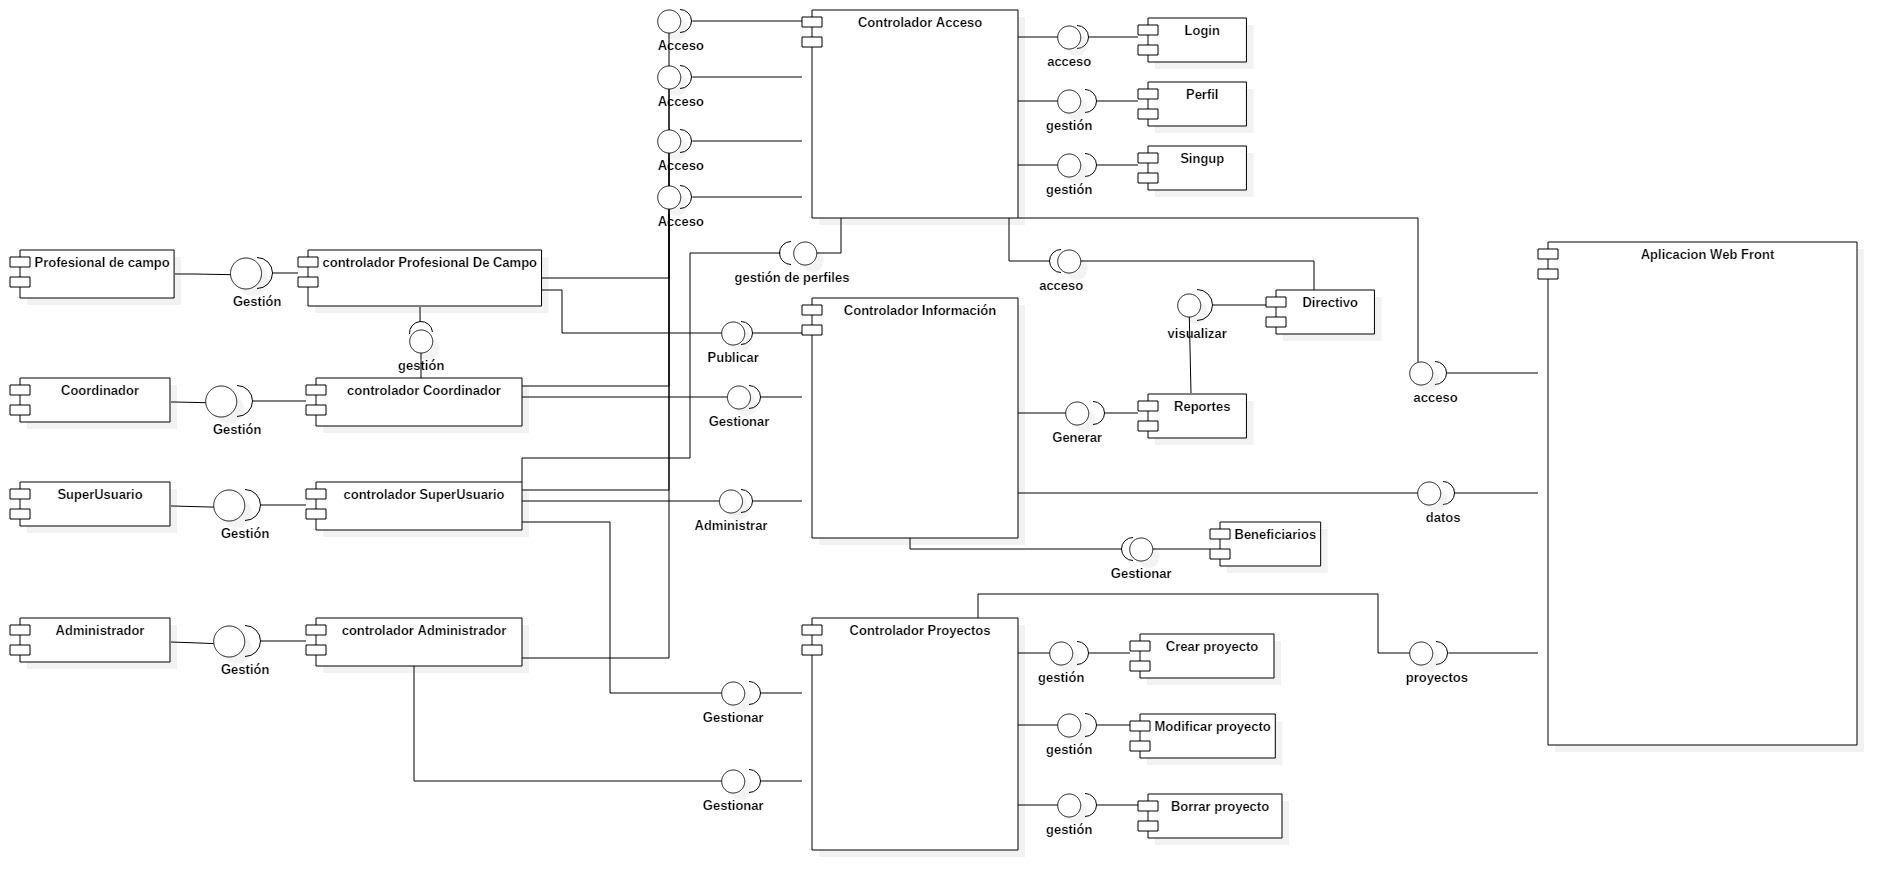 Controlador Acceso
Login
Acceso
acceso
Perfil
Acceso
gestión
Singup
Acceso
gestión
Acceso
Profesional de campo
controlador Profesional De Campo
Gestión
gestión de perfiles
acceso
Aplicacion Web Front
Controlador Información
Directivo
visualizar
Publicar
gestión
Coordinador
controlador Coordinador
Gestión
Gestionar
acceso
Reportes
Generar
SuperUsuario
controlador SuperUsuario
Gestión
Administrar
datos
Beneficiarios
Gestionar
Administrador
controlador Administrador
Gestión
Controlador Proyectos
Crear proyecto
gestión
proyectos
Gestionar
Modificar proyecto
gestión
Gestionar
Borrar proyecto
gestión